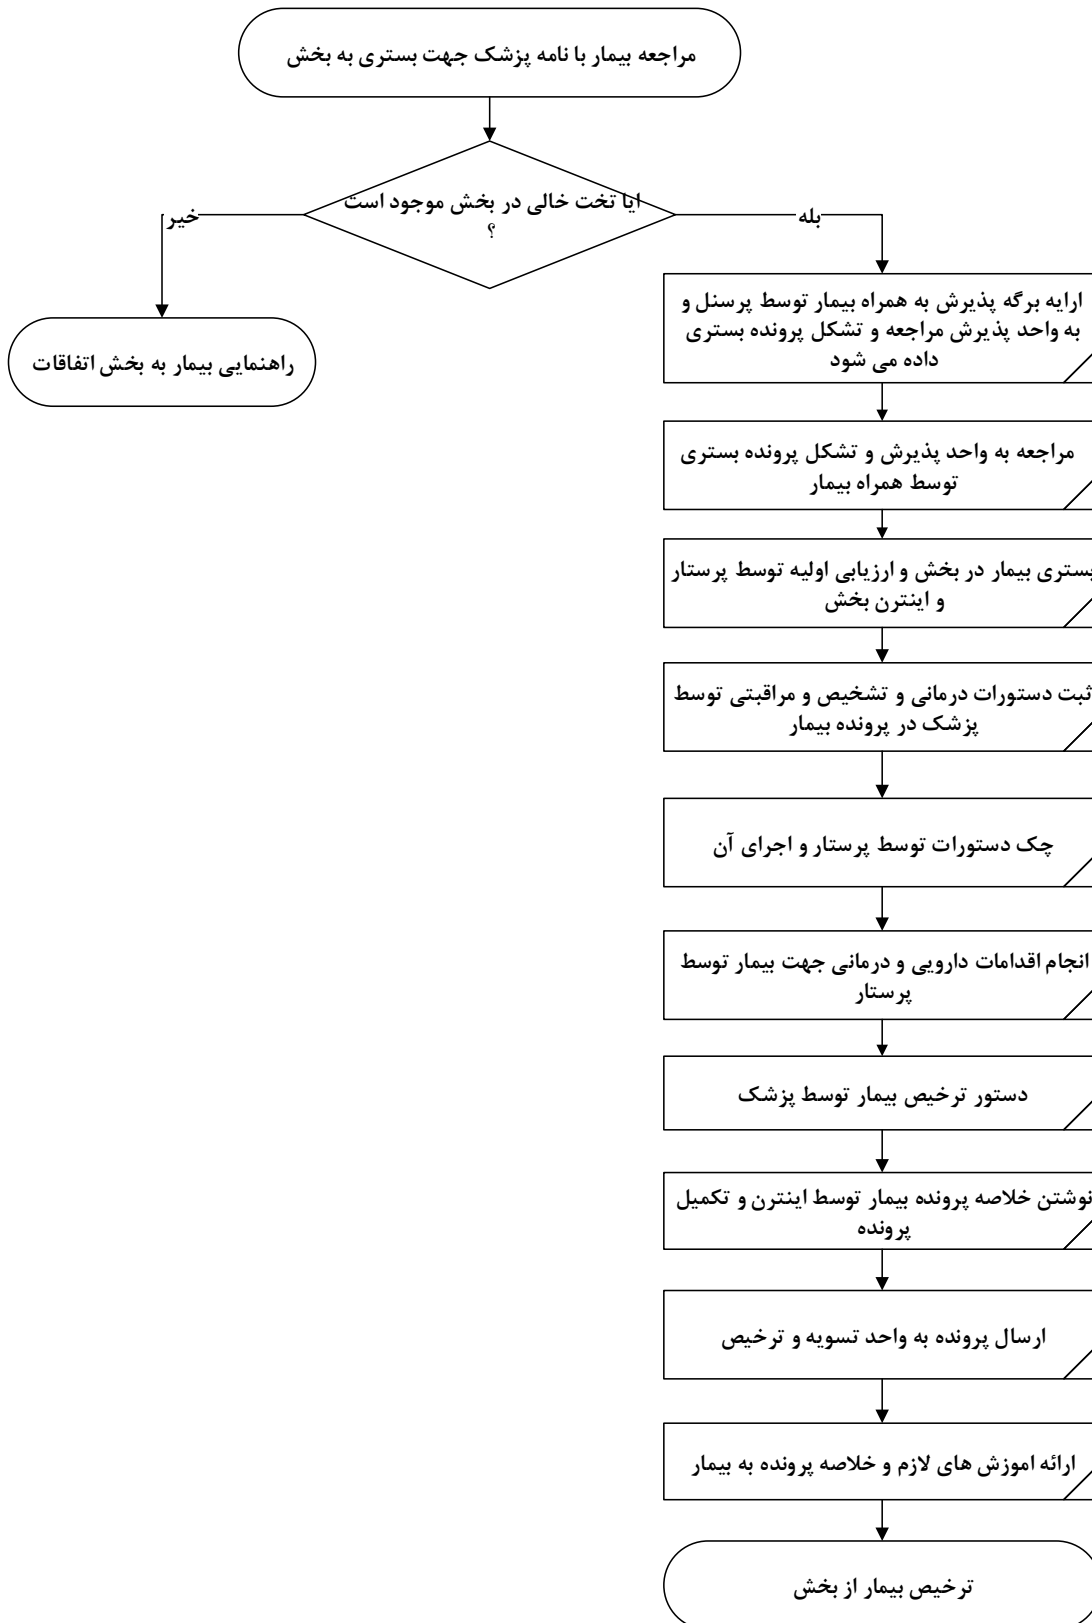 مراجعه بیمار با نامه پزشک جهت بستری به بخش
ایا تخت خالی در بخش موجود است
؟
خیر
بله
راهنمایی بیمار به بخش اتفاقات
ارایه برگه پذیرش به همراه بیمار توسط پرسنل و
به واحد پذیرش مراجعه و تشکل پرونده بستری
داده می شود
مراجعه به واحد پذیرش و تشکل پرونده بستری
توسط همراه بیمار
بستری بیمار در بخش و ارزیابی اولیه توسط پرستار
و اینترن بخش
ثبت دستورات درمانی و تشخیص و مراقبتی توسط
پزشک در پرونده بیمار
چک دستورات توسط پرستار و اجرای آن
انجام اقدامات دارویی و درمانی جهت بیمار توسط
پرستار
دستور ترخیص بیمار توسط پزشک
نوشتن خلاصه پرونده بیمار توسط اینترن و تکمیل
پرونده
ارسال پرونده به واحد تسویه و ترخیص
ارائه اموزش های لازم و خلاصه پرونده به بیمار
ترخیص بیمار از بخش